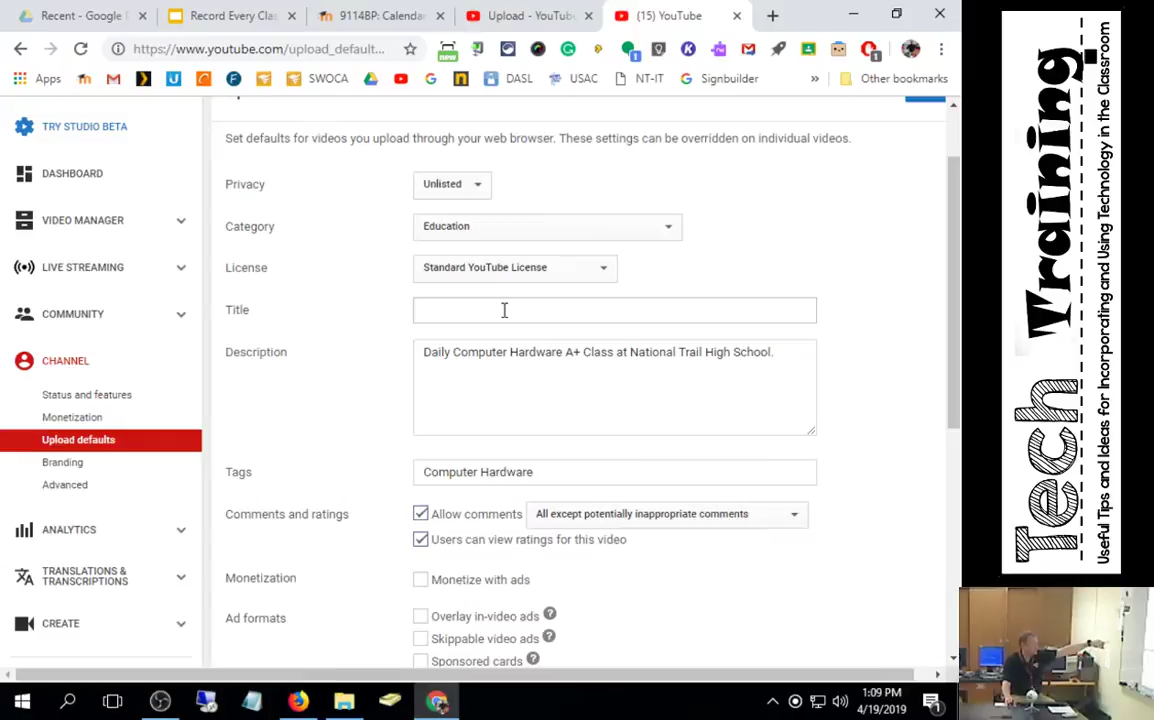 Recent - Google
Record Every Cla
9114BP: Calenda
Upload - YouTube
(15) YouTube
https://www.youtube.com/upload_default...
new
1
1
Apps
SWOCA
DASL
USAC
NT-IT
Signbuilder
»
Other bookmarks
TRY STUDIO BETA
DASHBOARD
VIDEO MANAGER
LIVE STREAMING
COMMUNITY
CHANNEL
Status and features
Monetization
Upload defaults
Branding
Advanced
ANALYTICS
TRANSLATIONS &
TRANSCRIPTIONS
CREATE
Set defaults for videos you upload through your web browser. These settings can be overridden on individual videos.
Privacy
Unlisted
Category
Education
License
Standard YouTube License
Title
Description
Daily Computer Hardware A+ Class at National Trail High School.
Tags
Computer Hardware
Comments and ratings
Allow comments
All except potentially inappropriate comments
Users can view ratings for this video
Monetization
Monetize with ads
Ad formats
Overlay in-video ads
Skippable video ads
Sponsored cards
1:09 PM
4/19/2019
1
Tech Training
Useful Tips and Ideas for Incorporating and Using Technology in the Classroom